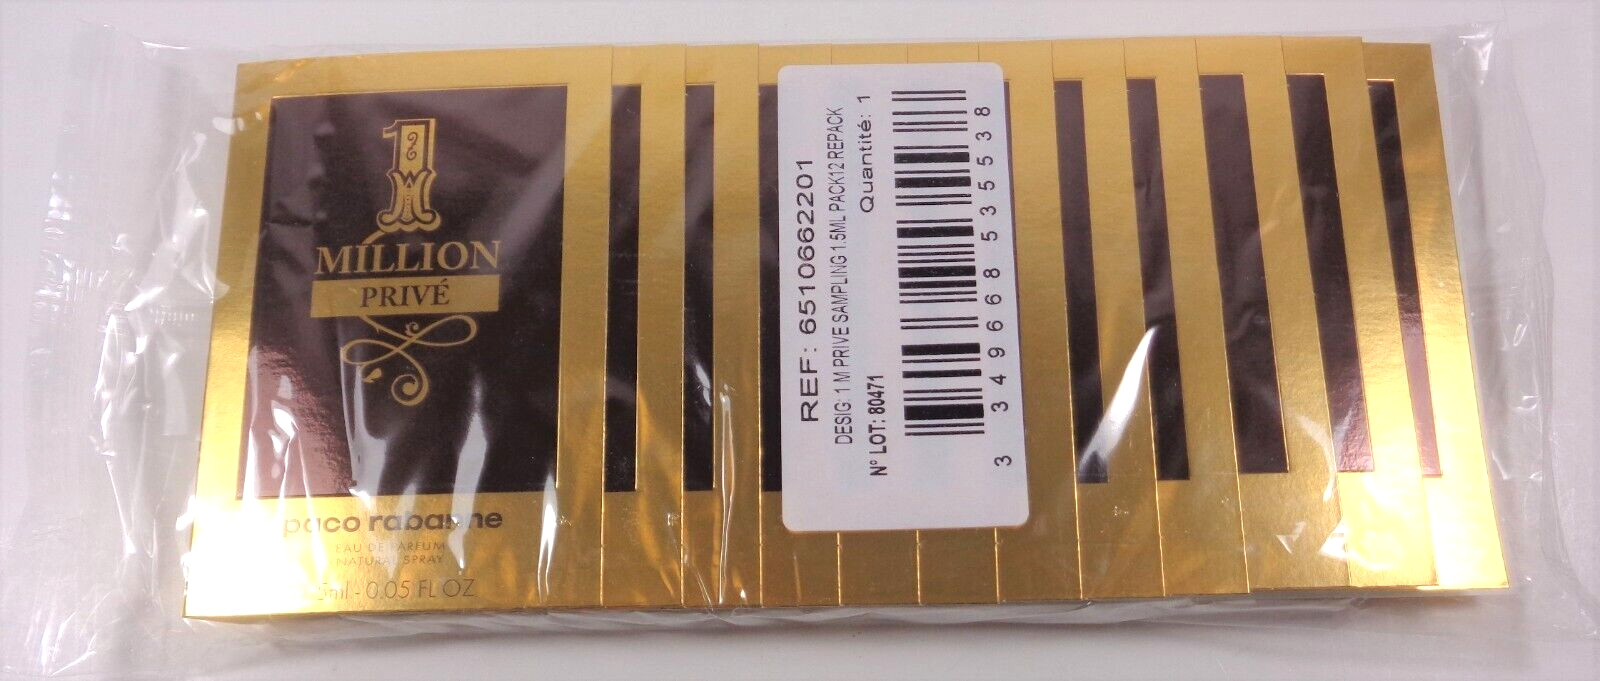 1
MILLION
PRIVÉ
paco rabanne
EAU DE PARFUM
NATURAL SPRAY
5ml - 0.05 FL OZ
REF: 6510662201
DESIG: 1 M PRIVE SAMPLING 1.5ML PACK12 REPACK
Quantité: 1
N° LOT: 80471
3 349668 535538